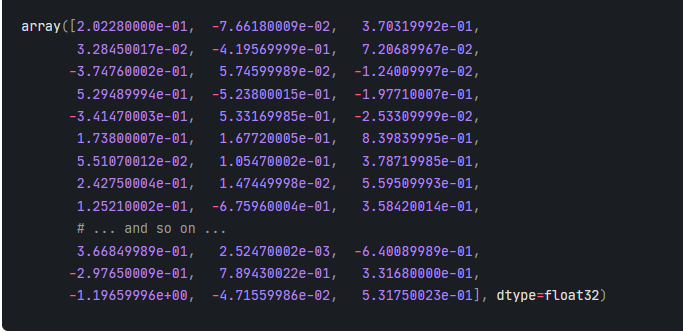 array([2.02280000e-01, -7.66180009e-02, 3.70319992e-01,
3.28450017e-02, -4.19569999e-01, 7.20689967e-02,
-3.74760002e-01, 5.74599989e-02, -1.24009997e-02,
5.29489994e-01, -5.23800015e-01, -1.97710007e-01,
-3.41470003e-01, 5.33169985e-01, -2.53309999e-02,
1.73800007e-01, 1.67720005e-01, 8.39839995e-01,
5.51070012e-02, 1.05470002e-01, 3.78719985e-01,
2.42750004e-01, 1.47449998e-02, 5.59509993e-01,
1.25210002e-01, -6.75960004e-01, 3.58420014e-01,
# ... and so on ...
3.66849989e-01, 2.52470002e-03, -6.40089989e-01,
-2.97650009e-01, 7.89430022e-01, 3.31680000e-01,
-1.19659996e+00, -4.71559986e-02, 5.31750023e-01], dtype=float32)